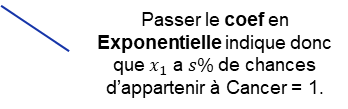 Passer le coef en
Exponentielle indique donc
que 𝑥₁ a 𝑠% de chances
d’appartenir à Cancer = 1.